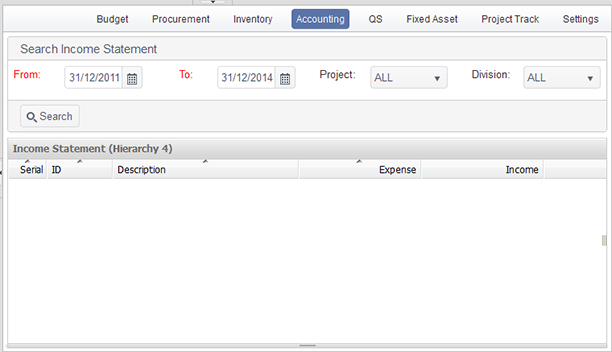 Budget Procurement Inventory Accounting QS Fixed Asset Project Track Settings
Search Income Statement
From: 31/12/2011 To: 31/12/2014 Project: ALL Division: ALL
Search
Income Statement (Hierarchy 4)
Serial ID Description Expense Income